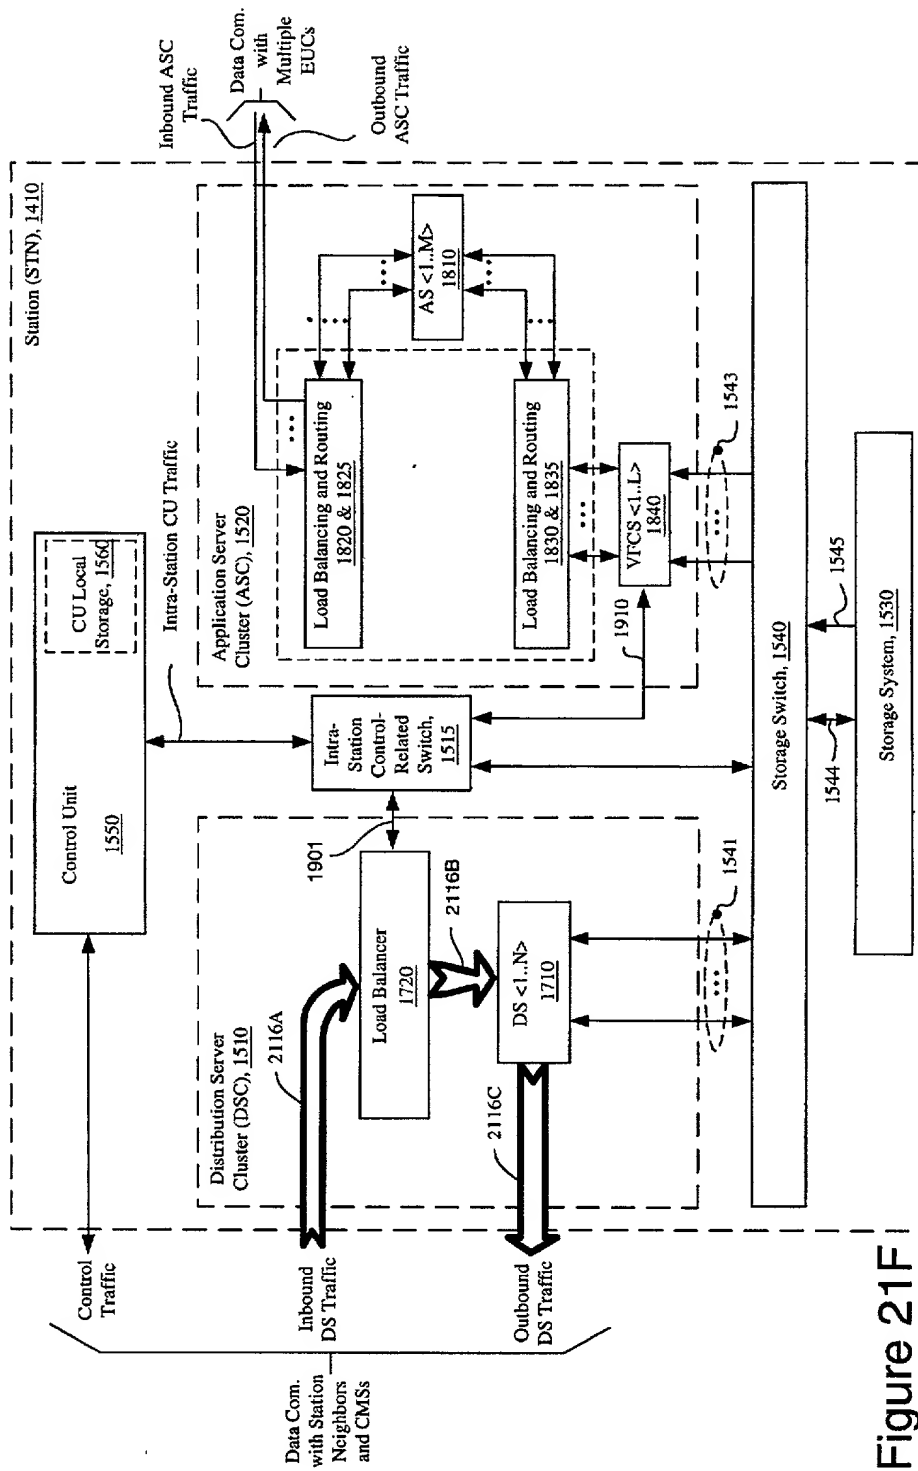 Station (STN), 1410
Control
Traffic
Control Unit
1550
CU Local
Storage, 1560
Intra-Station CU Traffic
Inbound ASC
Traffic
Data Com.
with
Multiple
EUCs
Outbound
ASC Traffic
Data Com.
with Station
Neighbors
and CMSs
Inbound
DS Traffic
Outbound
DS Traffic
Distribution Server
Cluster (DSC), 1510
2116A
Load Balancer
1720
2116B
DS <1..N>
1710
2116C
1901
Intra-
Station
Control-
Related
Switch,
1515
Application Server
Cluster (ASC), 1520
Load Balancing and Routing
1820 & 1825
AS <1..M>
1810
Load Balancing and Routing
1830 & 1835
VFCS <1..L>
1840
1910
1541
1543
Storage Switch, 1540
1544
1545
Storage System, 1530
Figure 21F